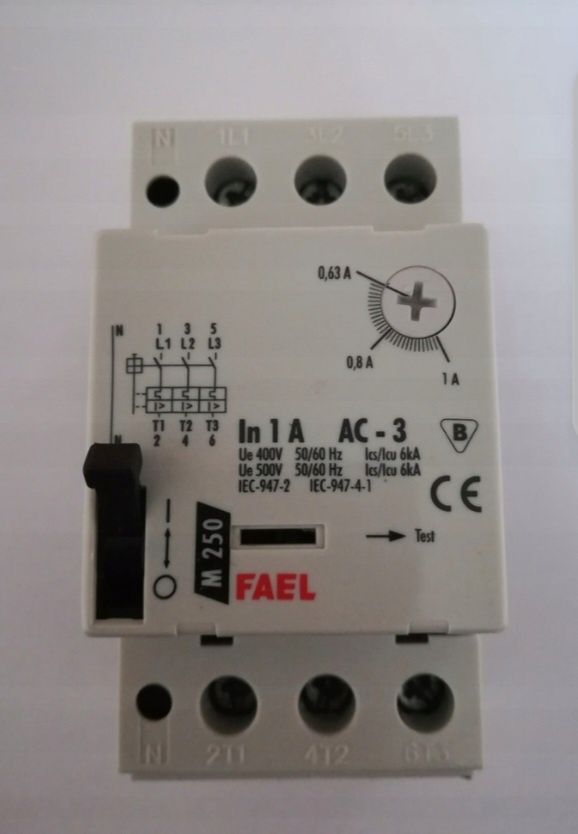 N 1L1 3L2 5L3
0,63 A
0,8 A
1 A
N 1 3 5
L1 L2 L3
I> I> I>
T1 T2 T3
N 2 4 6
In 1 A AC - 3
B
Ue 400V 50/60 Hz Ics/Icu 6kA
Ue 500V 50/60 Hz Ics/Icu 6kA
IEC-947-2 IEC-947-4-1
CE
I
O
M 250
Test
FAEL
N 2T1 4T2 6T3